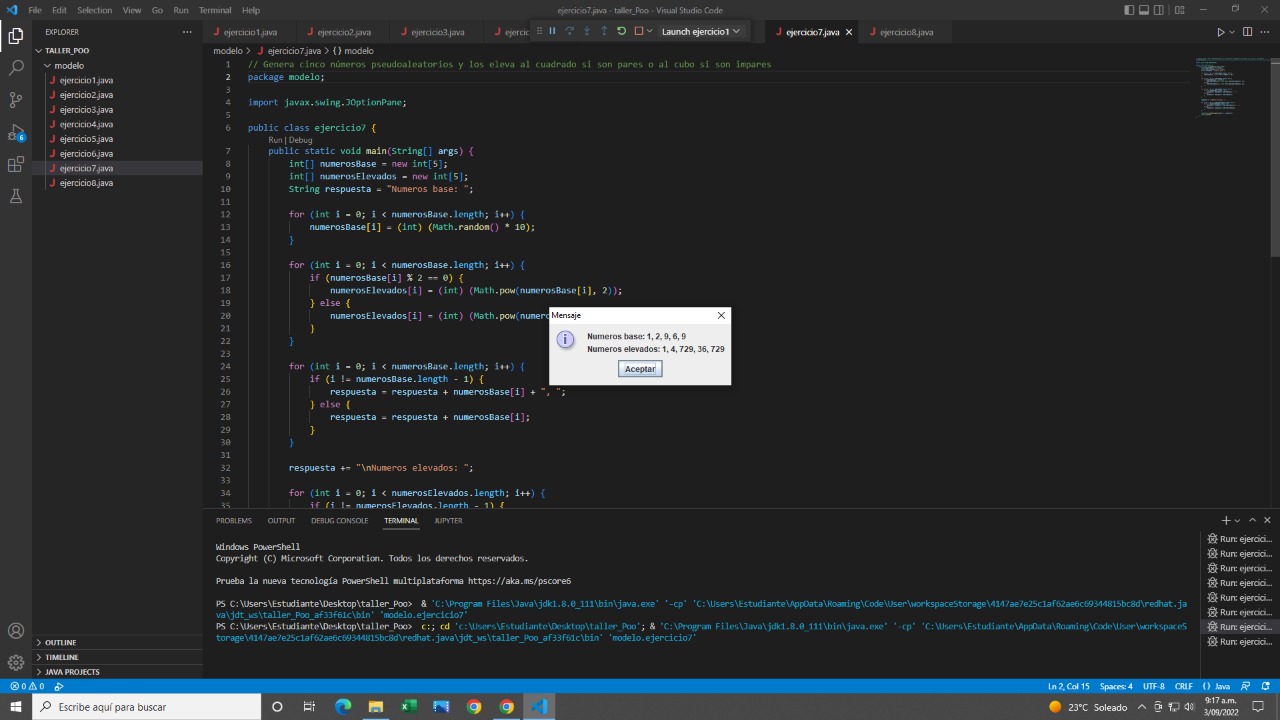 File Edit Selection View Go Run Terminal Help
ejercicio7.java - taller_Poo - Visual Studio Code
EXPLORER
ejercicio1.java ejercicio2.java ejercicio3.java ejercic Launch ejercicio1 ejercicio7.java ejercicio8.java
TALLER_POO
modelo
ejercicio1.java
ejercicio2.java
ejercicio3.java
ejercicio4.java
ejercicio5.java
ejercicio6.java
ejercicio7.java
ejercicio8.java
OUTLINE
TIMELINE
JAVA PROJECTS
6
modelo > ejercicio7.java > {} modelo
1 // Genera cinco números pseudoaleatorios y los eleva al cuadrado si son pares o al cubo si son impares
2 package modelo;
3
4 import javax.swing.JOptionPane;
5
6 public class ejercicio7 {
Run | Debug
7 public static void main(String[] args) {
8 int[] numerosBase = new int[5];
9 int[] numerosElevados = new int[5];
10 String respuesta = "Numeros base: ";
11
12 for (int i = 0; i < numerosBase.length; i++) {
13 numerosBase[i] = (int) (Math.random() * 10);
14 }
15
16 for (int i = 0; i < numerosBase.length; i++) {
17 if (numerosBase[i] % 2 == 0) {
18 numerosElevados[i] = (int) (Math.pow(numerosBase[i], 2));
19 } else {
20 numerosElevados[i] = (int) (Math.pow(numero
21 }
22 }
23
24 for (int i = 0; i < numerosBase.length; i++) {
25 if (i != numerosBase.length - 1) {
26 respuesta = respuesta + numerosBase[i] + ", ";
27 } else {
28 respuesta = respuesta + numerosBase[i];
29 }
30 }
31
32 respuesta += "\nNumeros elevados: ";
33
34 for (int i = 0; i < numerosElevados.length; i++) {
35 if (i != numerosElevados.length - 1) {
Mensaje
Numeros base: 1, 2, 9, 6, 9
Numeros elevados: 1, 4, 729, 36, 729
Aceptar
PROBLEMS OUTPUT DEBUG CONSOLE TERMINAL JUPYTER
Windows PowerShell
Copyright (C) Microsoft Corporation. Todos los derechos reservados.
Prueba la nueva tecnología PowerShell multiplataforma https://aka.ms/pscore6
PS C:\Users\Estudiante\Desktop\taller_Poo> & 'C:\Program Files\Java\jdk1.8.0_111\bin\java.exe' '-cp' 'C:\Users\Estudiante\AppData\Roaming\Code\User\workspaceStorage\4147ae7e25c1af62ae6c69344815bc8d\redhat.ja
va\jdt_ws\taller_Poo_af33f61c\bin' 'modelo.ejercicio7'
PS C:\Users\Estudiante\Desktop\taller_Poo> c:; cd 'c:\Users\Estudiante\Desktop\taller_Poo'; & 'C:\Program Files\Java\jdk1.8.0_111\bin\java.exe' '-cp' 'C:\Users\Estudiante\AppData\Roaming\Code\User\workspaceS
torage\4147ae7e25c1af62ae6c69344815bc8d\redhat.java\jdt_ws\taller_Poo_af33f61c\bin' 'modelo.ejercicio7'
Run: ejercici...
Run: ejercici...
Run: ejercici...
Run: ejercici...
Run: ejercici...
Run: ejercici...
Run: ejercici...
Run: ejercici...
0 0 Ln 2, Col 15 Spaces: 4 UTF-8 CRLF {} Java
Escribe aquí para buscar
23°C Soleado
9:17 a.m.
3/09/2022